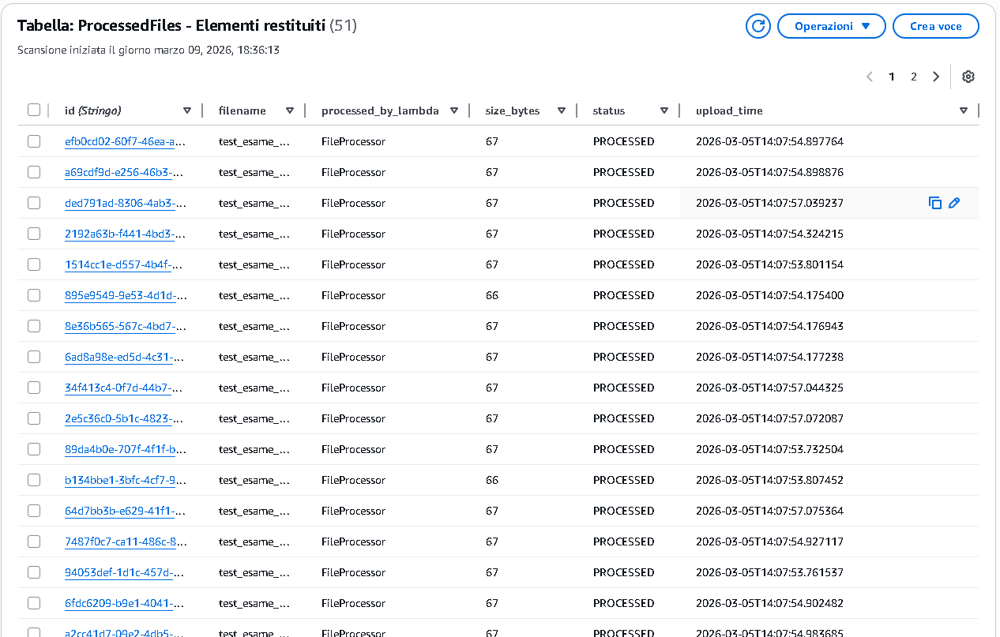 Tabella: ProcessedFiles - Elementi restituiti (51)
Operazioni
Crea voce
Scansione iniziata il giorno marzo 09, 2026, 18:36:13
1 2
id (Stringa) filename processed_by_lambda size_bytes status upload_time
efb0cd02-60f7-46ea-a... test_esame_... FileProcessor 67 PROCESSED 2026-03-05T14:07:54.897764
a69cdf9d-e256-46b3-... test_esame_... FileProcessor 67 PROCESSED 2026-03-05T14:07:54.898876
ded791ad-8306-4ab3-... test_esame_... FileProcessor 67 PROCESSED 2026-03-05T14:07:57.039237
2192a63b-f441-4bd3-... test_esame_... FileProcessor 67 PROCESSED 2026-03-05T14:07:54.324215
1514cc1e-d557-4b4f-... test_esame_... FileProcessor 67 PROCESSED 2026-03-05T14:07:53.801154
895e9549-9e53-4d1d-... test_esame_... FileProcessor 66 PROCESSED 2026-03-05T14:07:54.175400
8e36b565-567c-4bd7-... test_esame_... FileProcessor 67 PROCESSED 2026-03-05T14:07:54.176943
6ad8a98e-ed5d-4c31-... test_esame_... FileProcessor 67 PROCESSED 2026-03-05T14:07:54.177238
34f413c4-0f7d-44b7-... test_esame_... FileProcessor 67 PROCESSED 2026-03-05T14:07:57.044325
2e5c36c0-5b1c-4823-... test_esame_... FileProcessor 67 PROCESSED 2026-03-05T14:07:57.072087
89da4b0e-707f-4f1f-b... test_esame_... FileProcessor 67 PROCESSED 2026-03-05T14:07:53.732504
b134bbe1-3bfc-4cf7-9... test_esame_... FileProcessor 66 PROCESSED 2026-03-05T14:07:53.807452
64d7bb3b-e629-41f1-... test_esame_... FileProcessor 67 PROCESSED 2026-03-05T14:07:57.075364
7487f0c7-ca11-486c-8... test_esame_... FileProcessor 67 PROCESSED 2026-03-05T14:07:54.927117
94053def-1d1c-457d-... test_esame_... FileProcessor 67 PROCESSED 2026-03-05T14:07:53.761537
6fdc6209-b9e1-4041-... test_esame_... FileProcessor 67 PROCESSED 2026-03-05T14:07:54.902482
a2cc41d7-09e2-4db5-... test_esame_... FileProcessor 67 PROCESSED 2026-03-05T14:07:54.983685